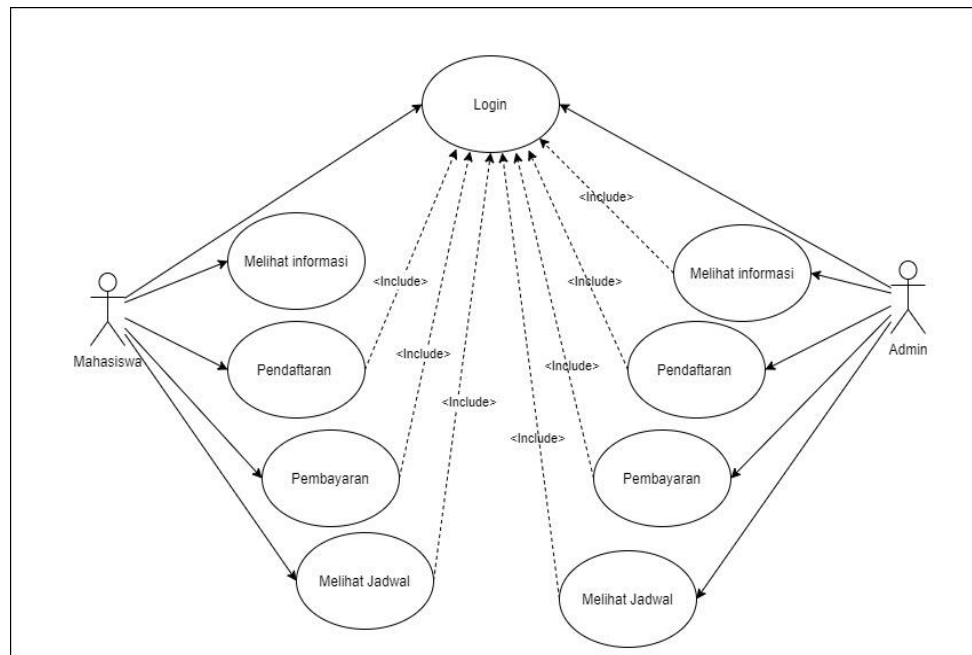 Login
<Include>
Melihat informasi
Melihat informasi
<Include>
<Include>
Mahasiswa
Admin
Pendaftaran
Pendaftaran
<Include>
<Include>
<Include>
<Include>
Pembayaran
Pembayaran
Melihat Jadwal
Melihat Jadwal